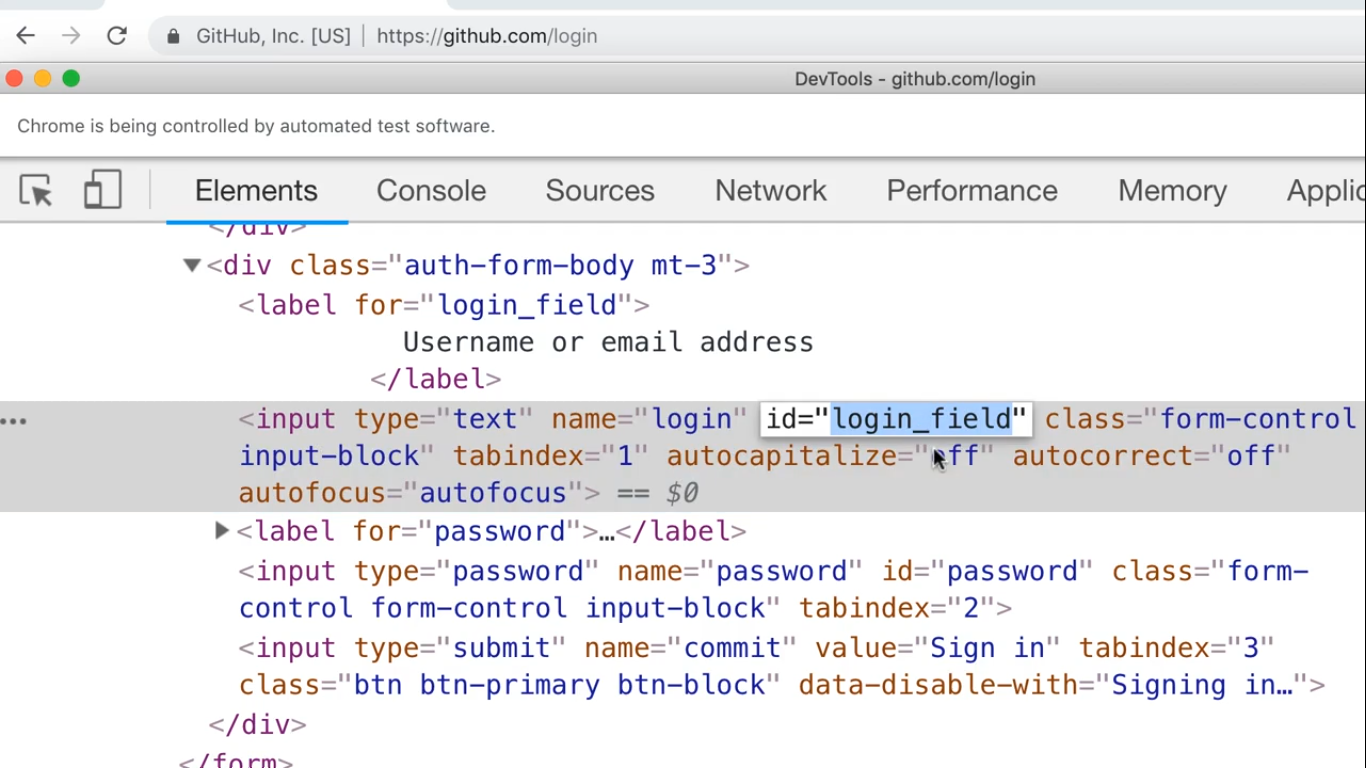 GitHub, Inc. [US] | https://github.com/login
DevTools - github.com/login
Chrome is being controlled by automated test software.
Elements Console Sources Network Performance Memory Applic
</div>
<div class="auth-form-body mt-3">
<label for="login_field">
Username or email address
</label>
<input type="text" name="login" id="login_field" class="form-control
input-block" tabindex="1" autocapitalize="off" autocorrect="off"
autofocus="autofocus"> == $0
<label for="password">…</label>
<input type="password" name="password" id="password" class="form-
control form-control input-block" tabindex="2">
<input type="submit" name="commit" value="Sign in" tabindex="3"
class="btn btn-primary btn-block" data-disable-with="Signing in…">
</div>
</form>